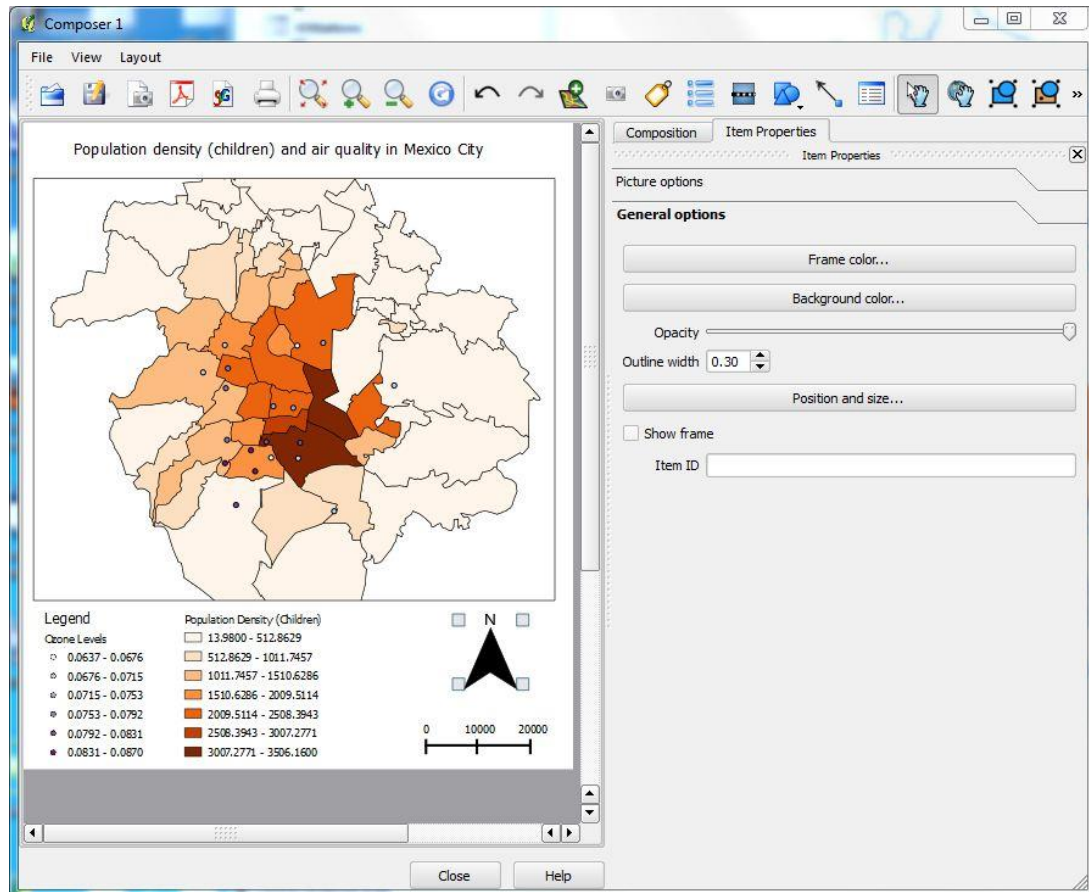 Composer 1
File View Layout
Composition Item Properties
Item Properties
Picture options
General options
Frame color...
Background color...
Opacity
Outline width 0.30
Position and size...
Show frame
Item ID
Population density (children) and air quality in Mexico City
Legend
Ozone Levels
0.0637 - 0.0676
0.0676 - 0.0715
0.0715 - 0.0753
0.0753 - 0.0792
0.0792 - 0.0831
0.0831 - 0.0870
Population Density (Children)
13.9800 - 512.8629
512.8629 - 1011.7457
1011.7457 - 1510.6286
1510.6286 - 2009.5114
2009.5114 - 2508.3943
2508.3943 - 3007.2771
3007.2771 - 3506.1600
N
0 10000 20000
Close Help